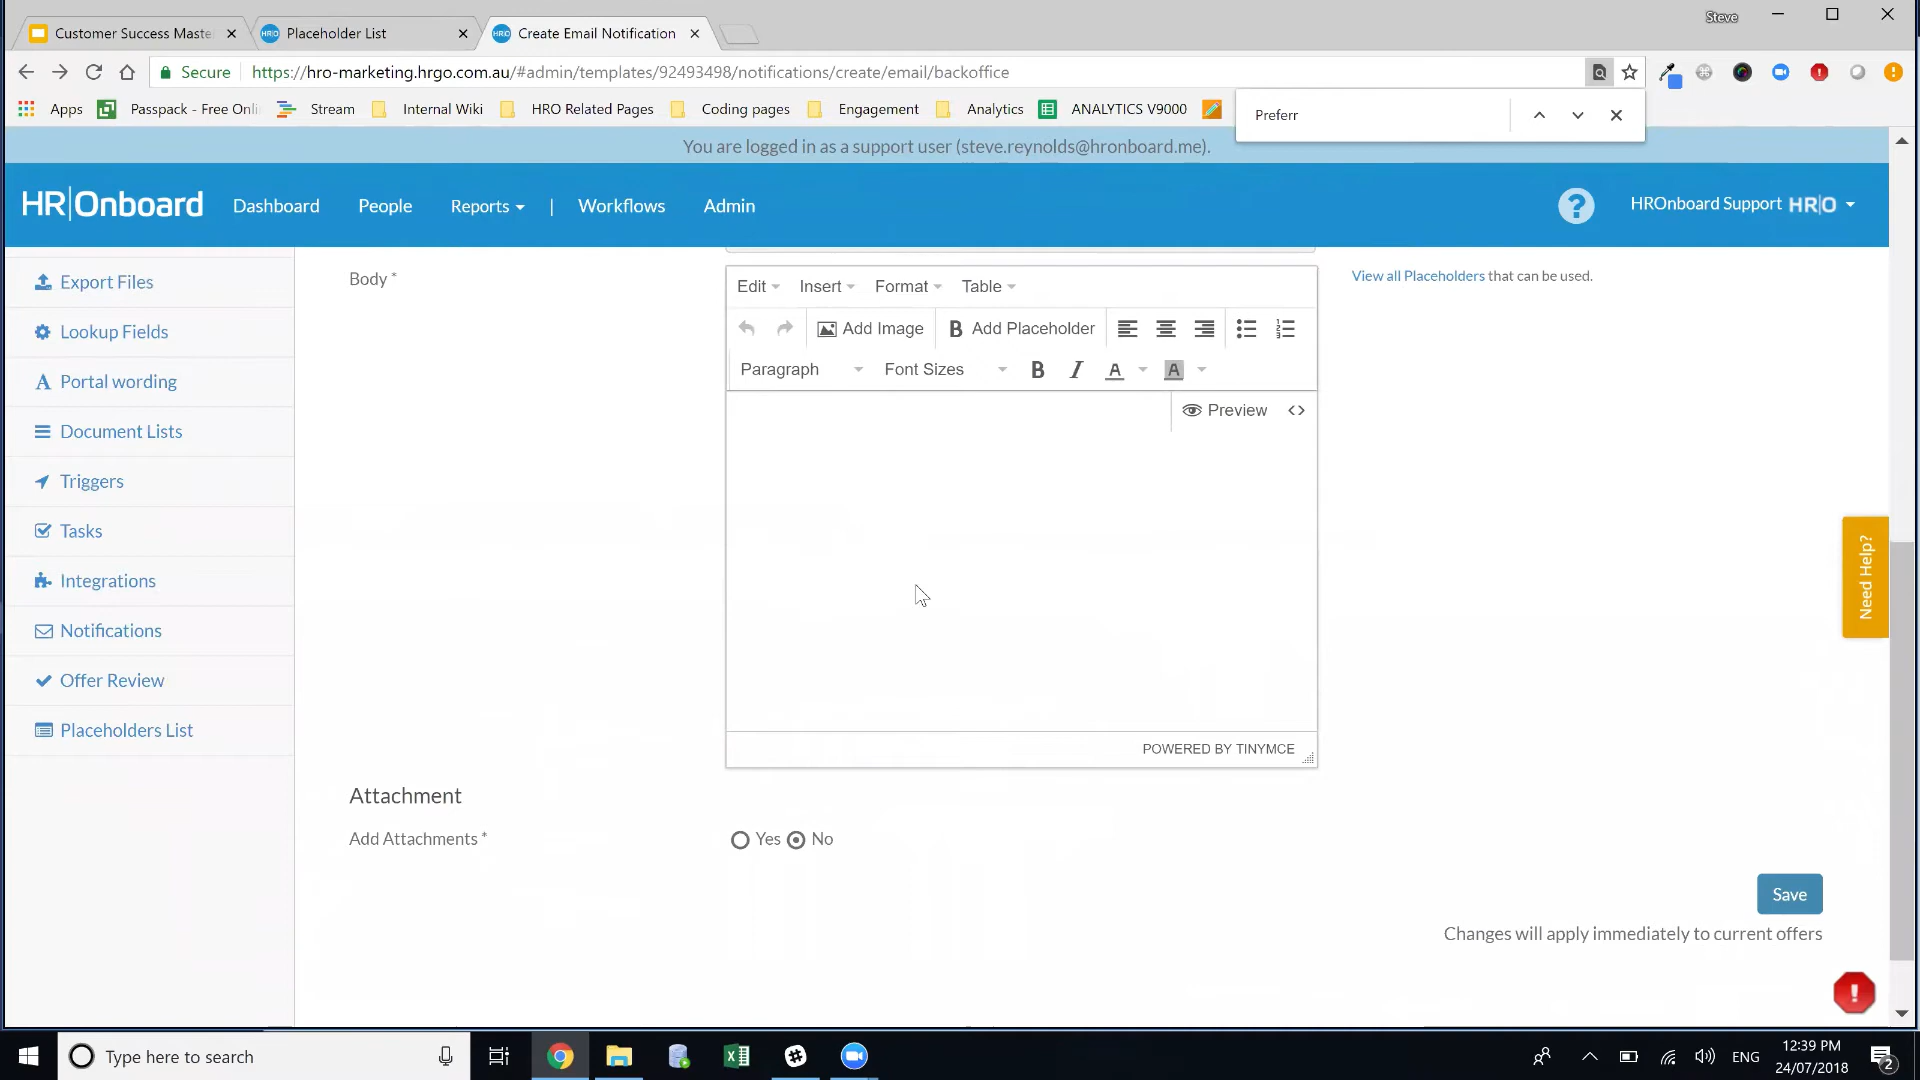 Steve
Customer Success Maste
Placeholder List
Create Email Notification
Secure
https://hro-marketing.hrgo.com.au/#admin/templates/92493498/notifications/create/email/backoffice
Apps
Passpack - Free Onli
Stream
Internal Wiki
HRO Related Pages
Coding pages
Engagement
Analytics
ANALYTICS V9000
Preferr
You are logged in as a support user (steve.reynolds@hronboard.me).
HR|Onboard
Dashboard
People
Reports
|
Workflows
Admin
?
HROnboard Support HR|O
Export Files
Lookup Fields
Portal wording
Document Lists
Triggers
Tasks
Integrations
Notifications
Offer Review
Placeholders List
Body *
Edit
Insert
Format
Table
Add Image
B Add Placeholder
Paragraph
Font Sizes
B
I
A
A
Preview
<>
POWERED BY TINYMCE
View all Placeholders that can be used.
Attachment
Add Attachments *
Yes
No
Save
Changes will apply immediately to current offers
Need Help?
Type here to search
ENG
12:39 PM
24/07/2018
2